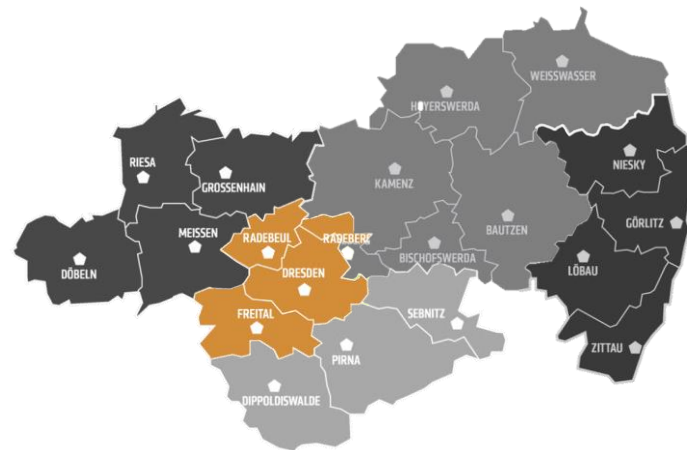 WEISSWASSER
HOYERSWERDA
NIESKY
RIESA
GROSSENHAIN
KAMENZ
GÖRLITZ
BAUTZEN
MEISSEN
RADEBEUL
RADEBERG
BISCHOFSWERDA
LÖBAU
DÖBELN
DRESDEN
FREITAL
SEBNITZ
ZITTAU
PIRNA
DIPPOLDISWALDE